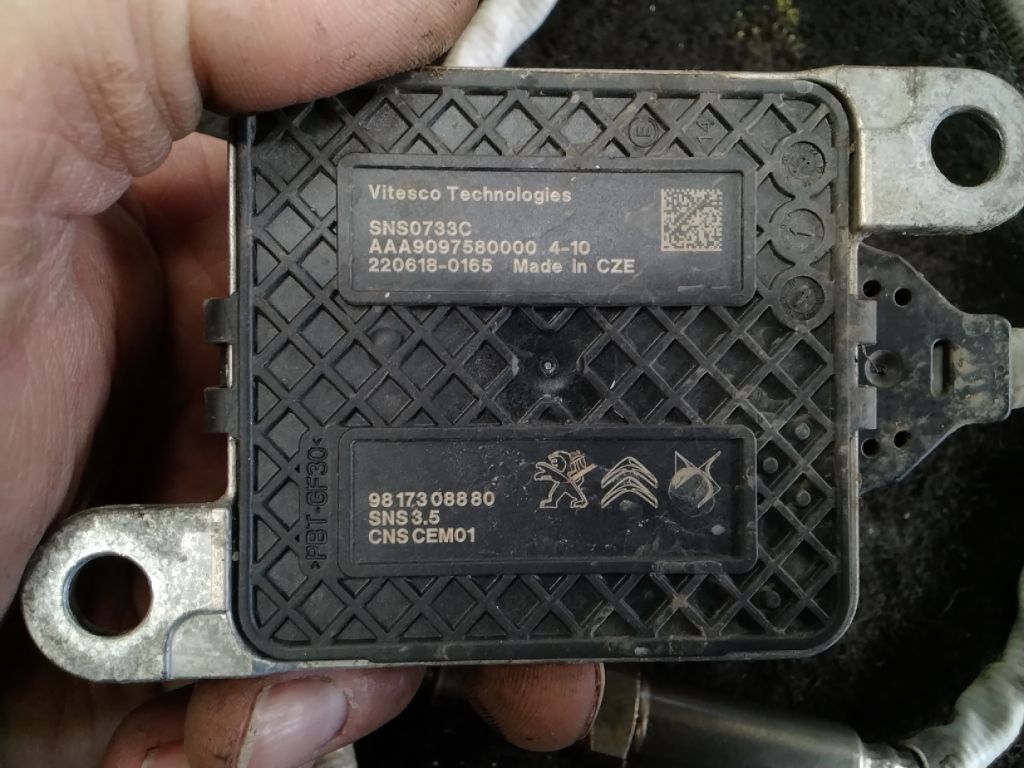 Vitesco Technologies
SNS0733C
AAA9097580000 4-10
220618-0165 Made in CZE
>PBT-GF30<
98 173 088 80
SNS 3.5
CNS CEM01